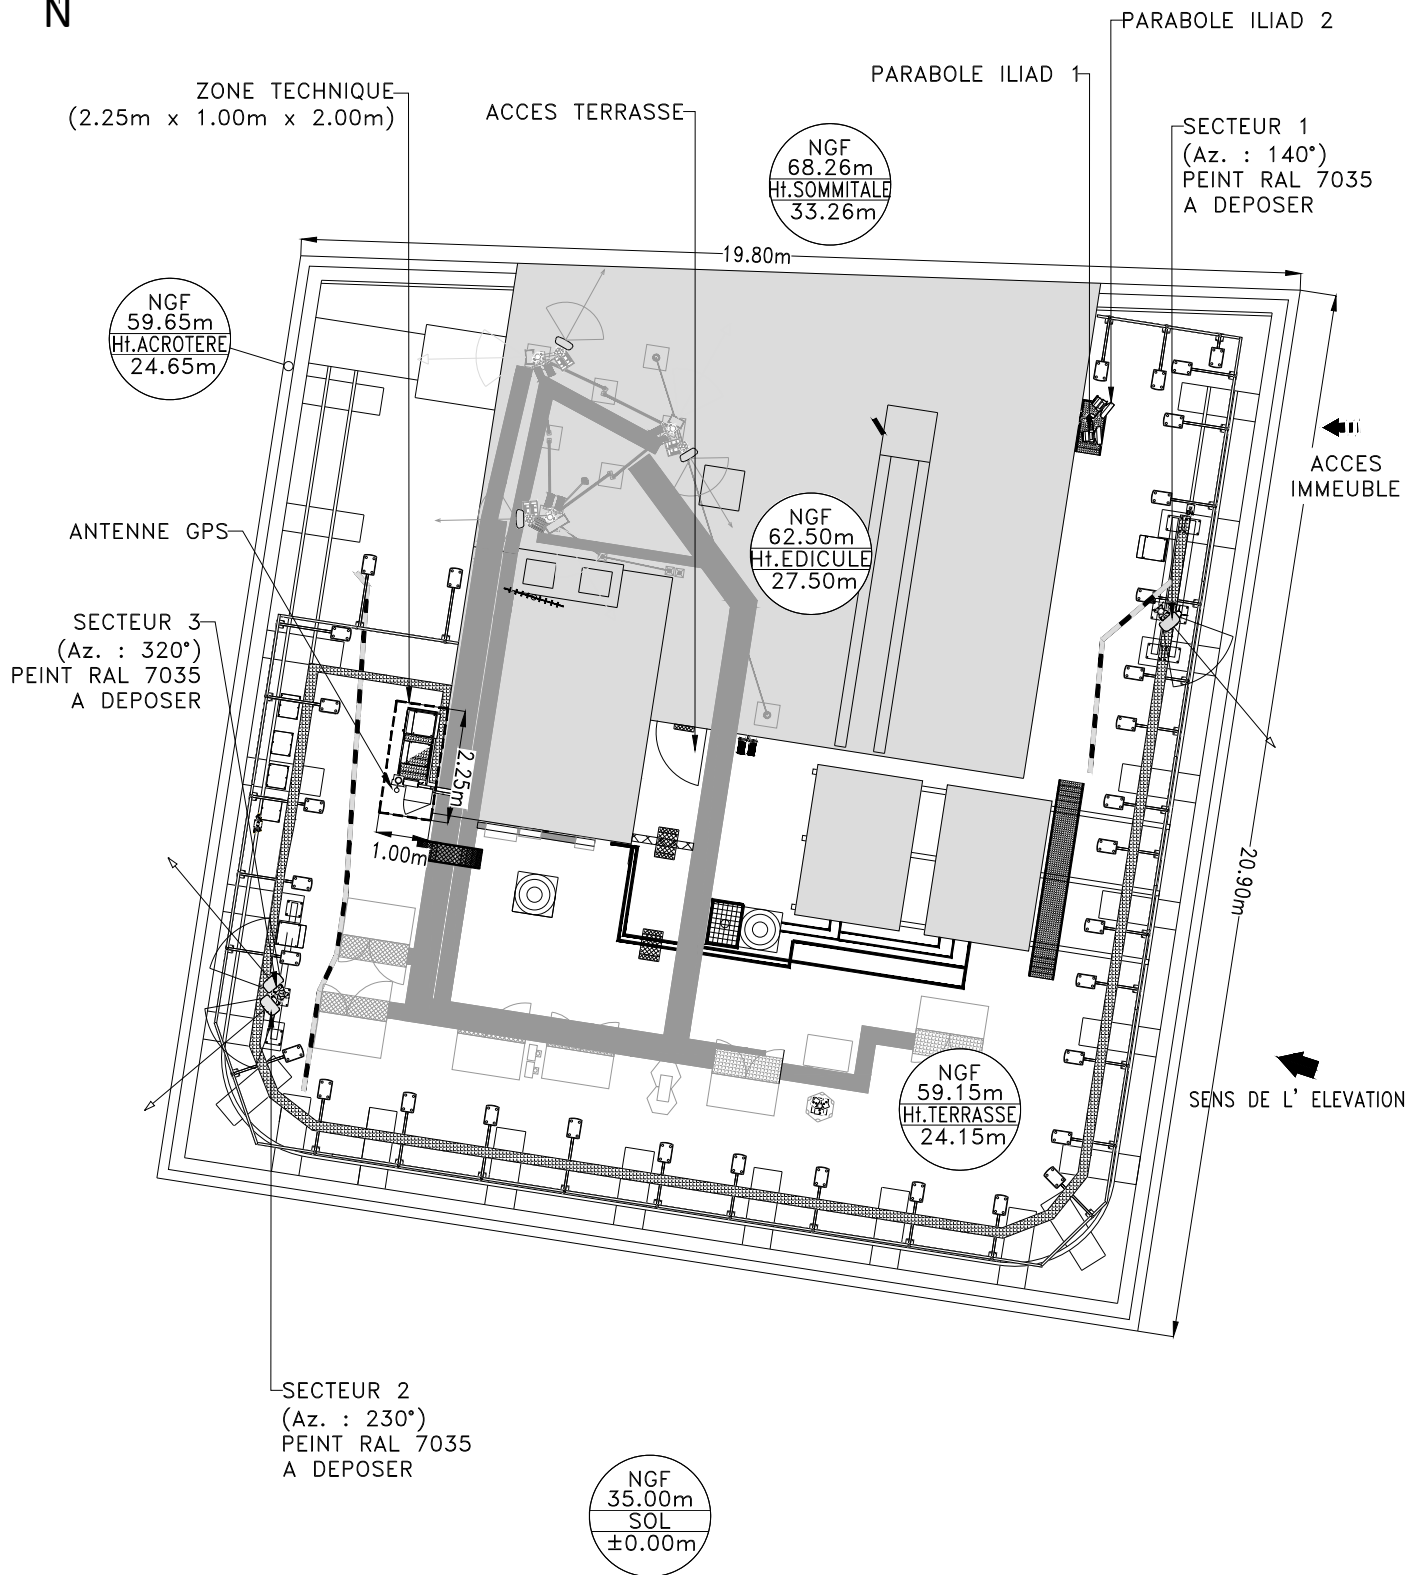 N
PARABOLE ILIAD 2
PARABOLE ILIAD 1
ZONE TECHNIQUE
(2.25m x 1.00m x 2.00m)
ACCES TERRASSE
SECTEUR 1
(Az. : 140°)
PEINT RAL 7035
A DEPOSER
NGF
68.26m
Ht.SOMMITALE
33.26m
19.80m
NGF
59.65m
Ht.ACROTERE
24.65m
ACCES
IMMEUBLE
NGF
62.50m
Ht.EDICULE
27.50m
ANTENNE GPS
SECTEUR 3
(Az. : 320°)
PEINT RAL 7035
A DEPOSER
2.25m
1.00m
20.90m
NGF
59.15m
Ht.TERRASSE
24.15m
SENS DE L' ELEVATION
SECTEUR 2
(Az. : 230°)
PEINT RAL 7035
A DEPOSER
NGF
35.00m
SOL
±0.00m